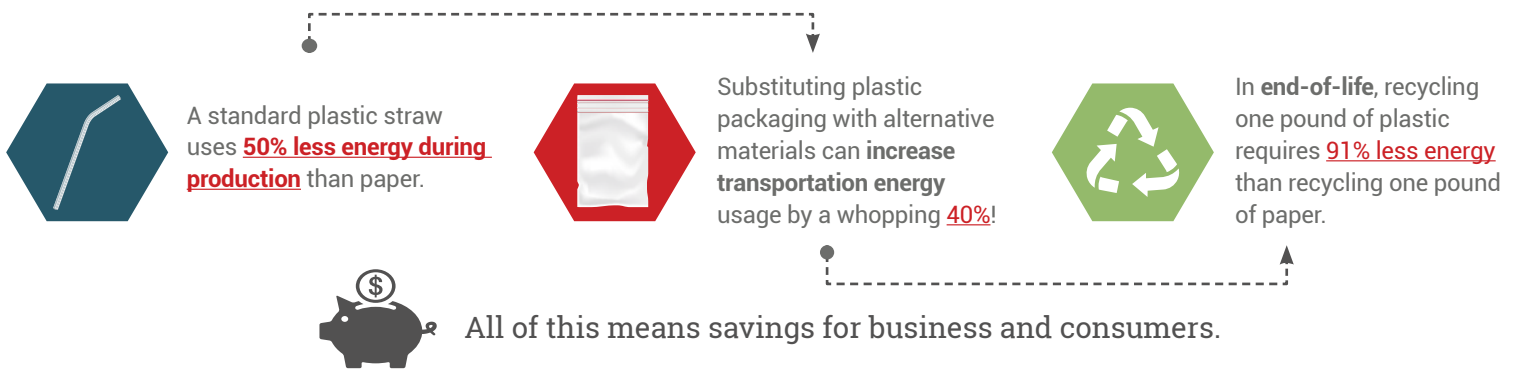 A standard plastic straw
uses 50% less energy during
production than paper.
Substituting plastic
packaging with alternative
materials can increase
transportation energy
usage by a whopping 40%!
In end-of-life, recycling
one pound of plastic
requires 91% less energy
than recycling one pound
of paper.
$
All of this means savings for business and consumers.